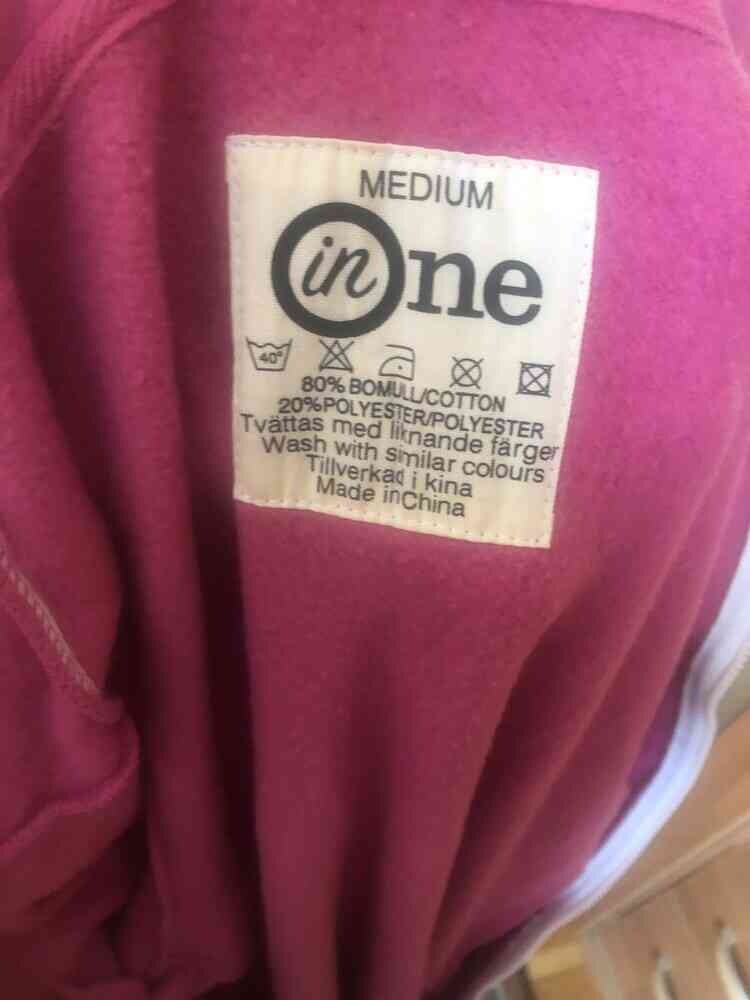 MEDIUM
inOne
40°
80% BOMULL/COTTON
20%POLYESTER/POLYESTER
Tvättas med liknande färger
Wash with similar colours
Tillverkad i kina
Made inChina